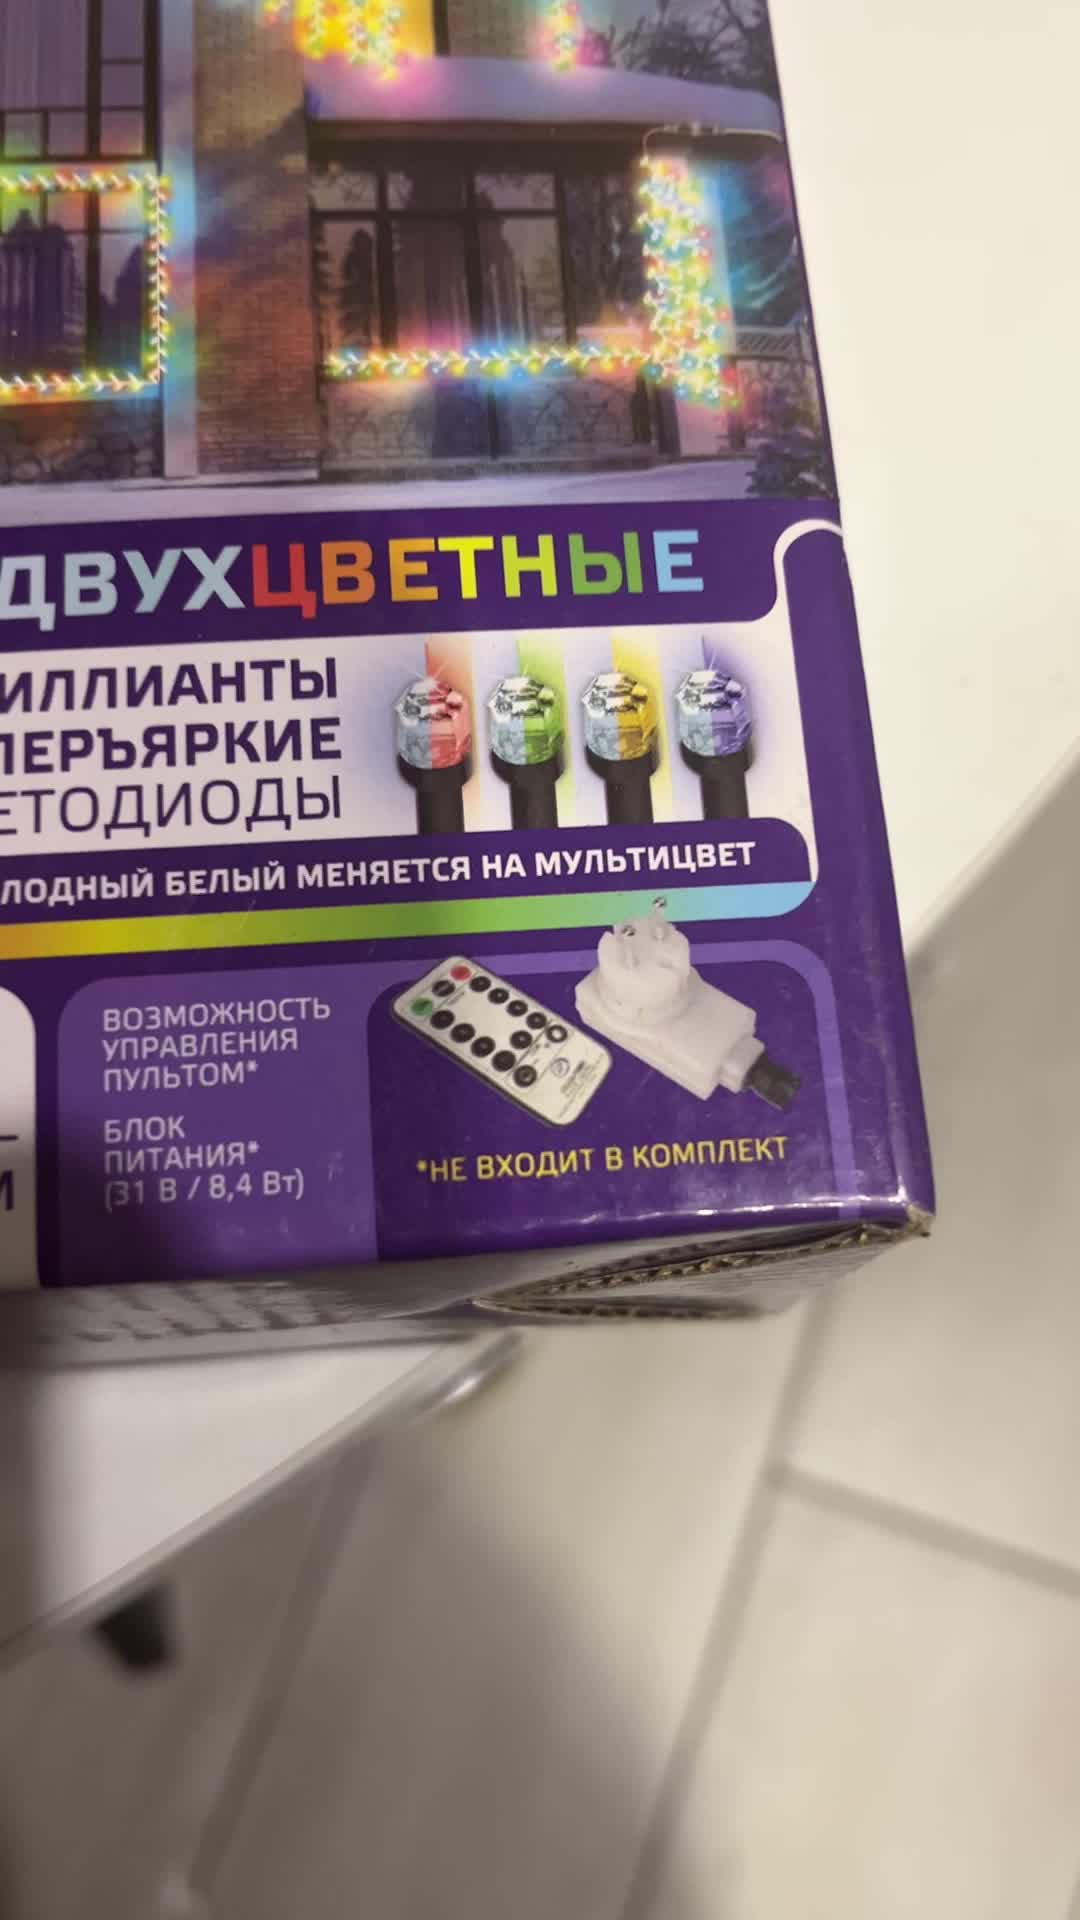 ДВУХЦВЕТНЫЕ
ИЛЛИАНТЫ
ПЕРЪЯРКИЕ
ЕТОДИОДЫ
ЛОДНЫЙ БЕЛЫЙ МЕНЯЕТСЯ НА МУЛЬТИЦВЕТ
ВОЗМОЖНОСТЬ
УПРАВЛЕНИЯ
ПУЛЬТОМ*
БЛОК
ПИТАНИЯ*
(31 В / 8,4 Вт)
*НЕ ВХОДИТ В КОМПЛЕКТ